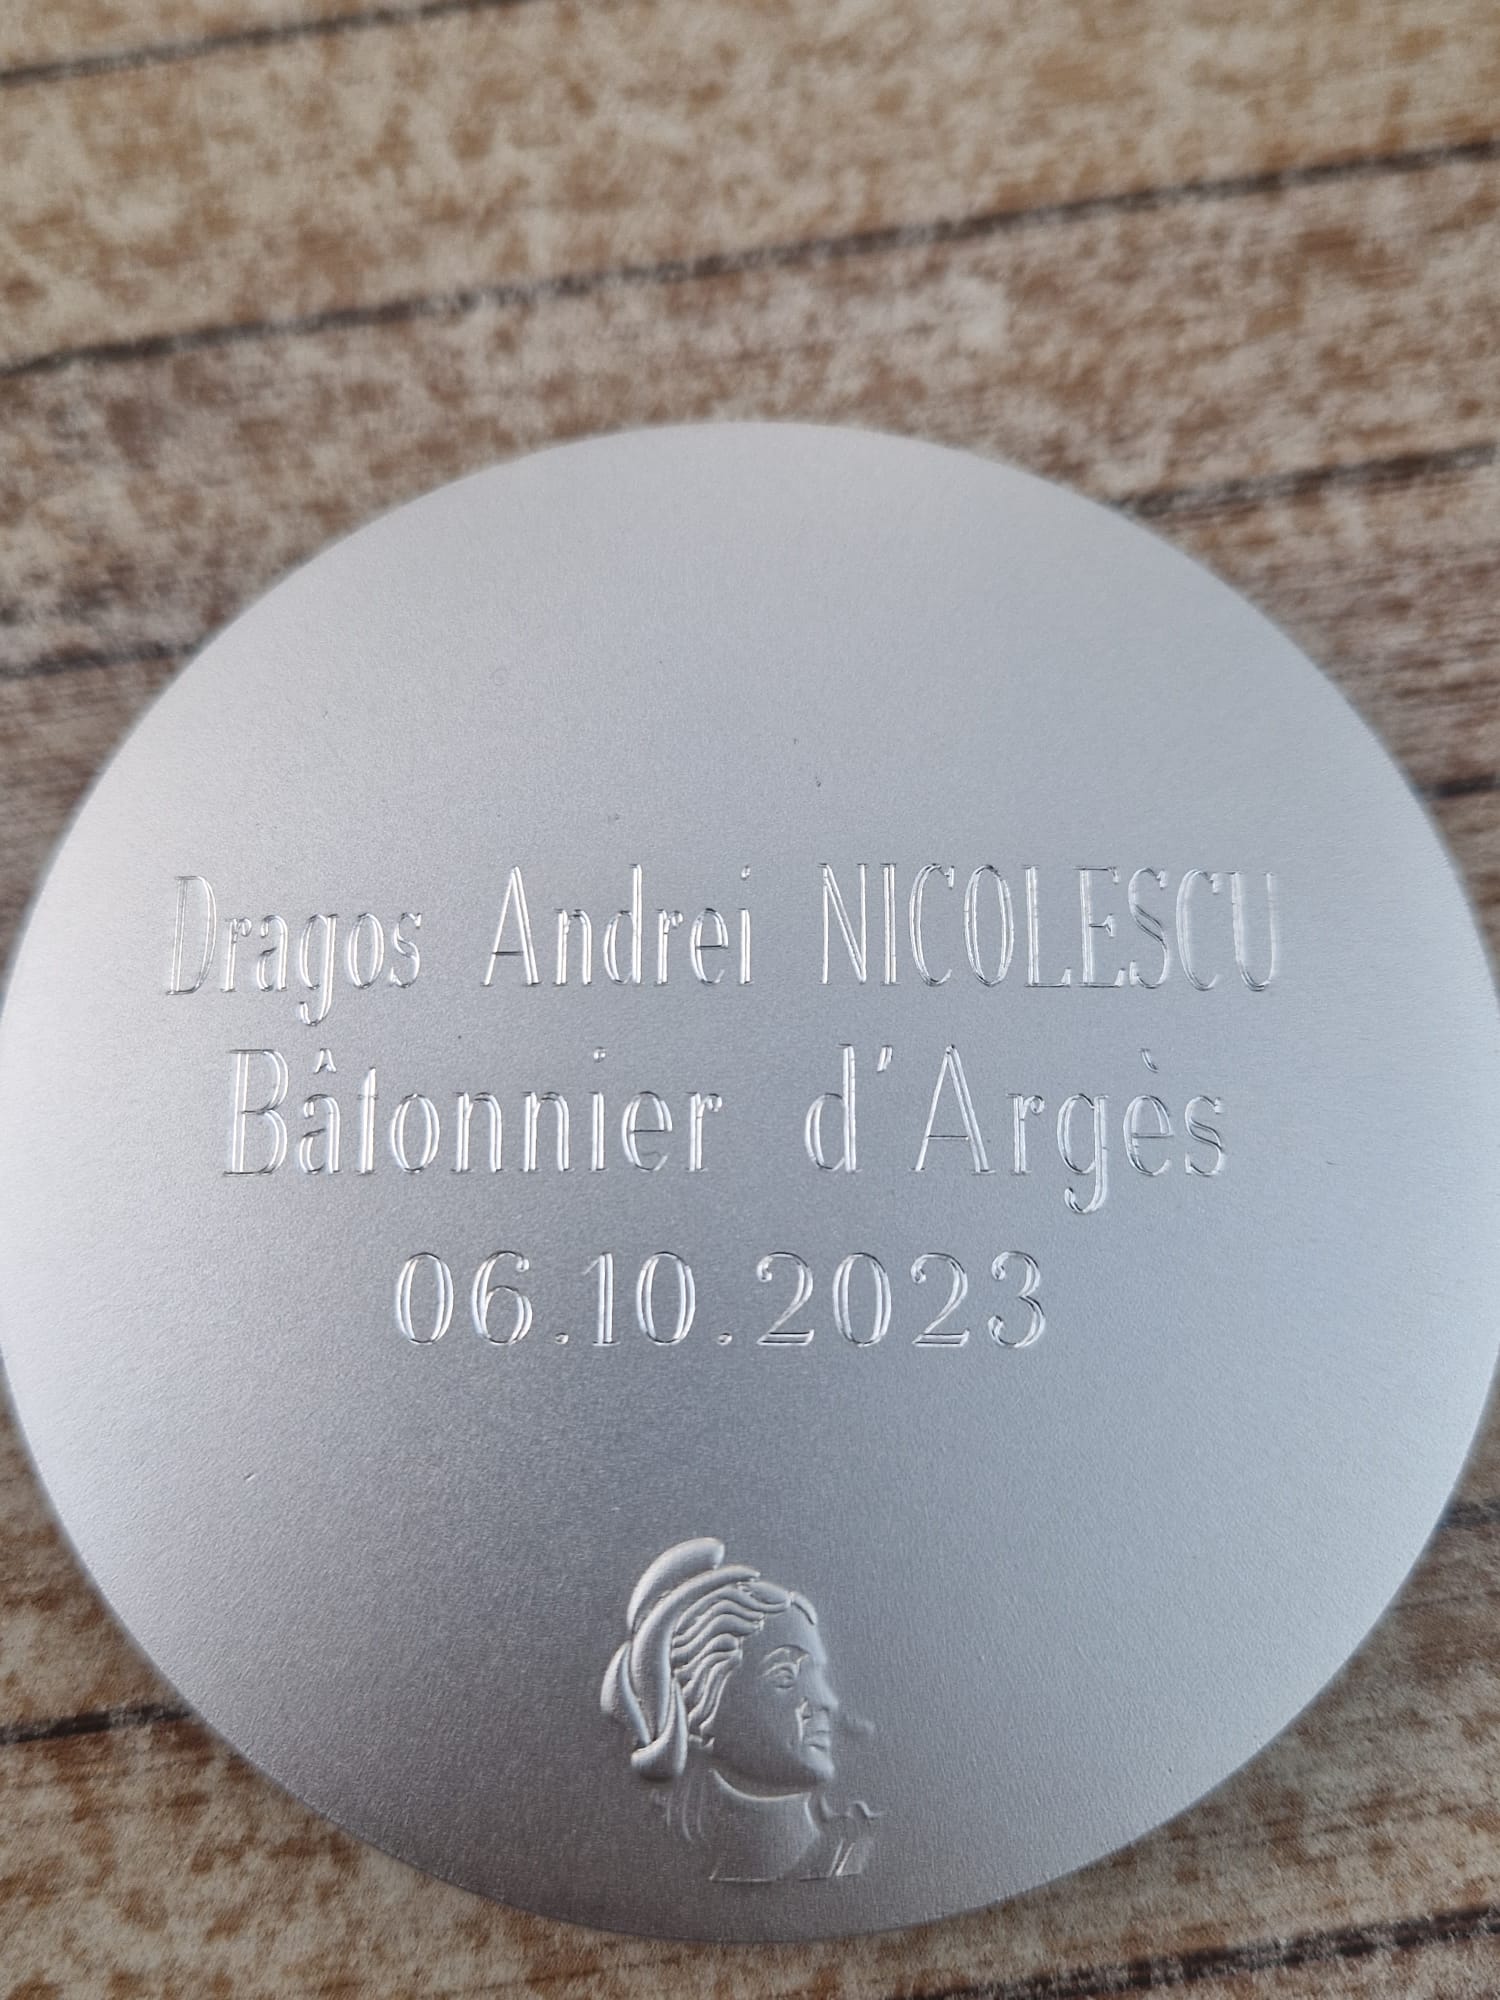 Dragos Andrei NICOLESCU
Bâtonnier d'Argès
06.10.2023